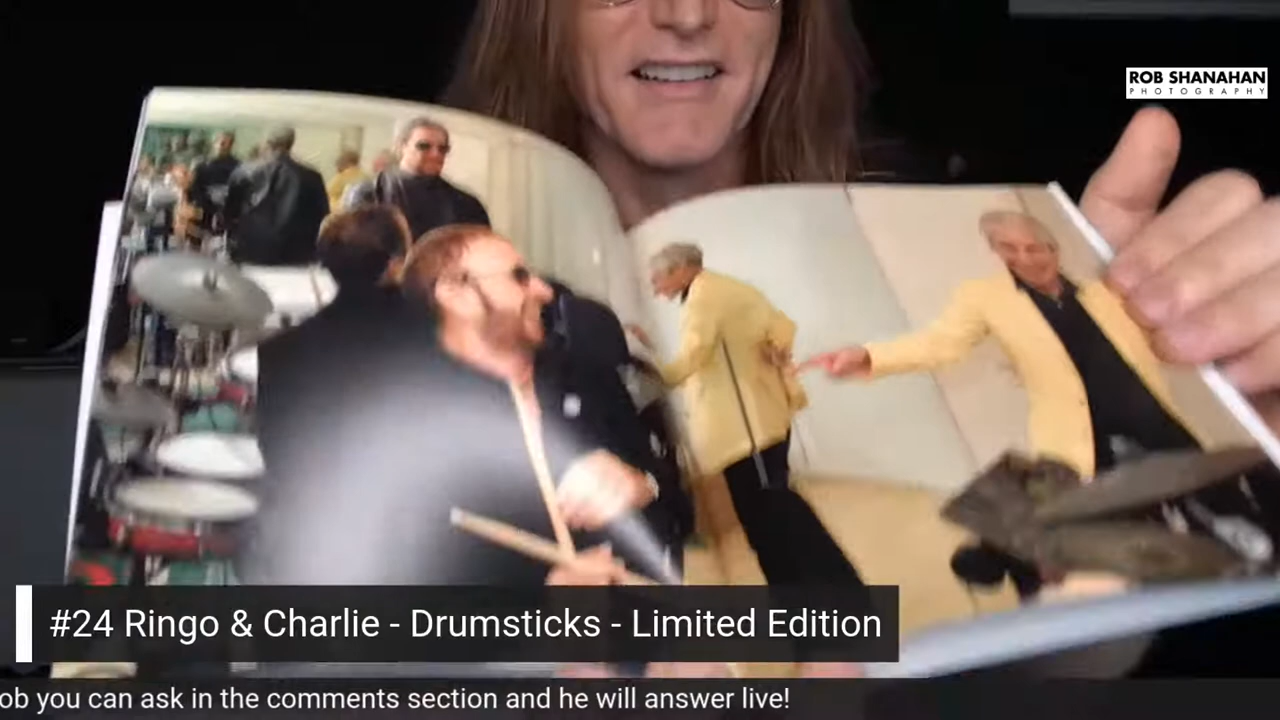 ROB SHANAHAN
PHOTOGRAPHY
#24 Ringo & Charlie - Drumsticks - Limited Edition
ob you can ask in the comments section and he will answer live!